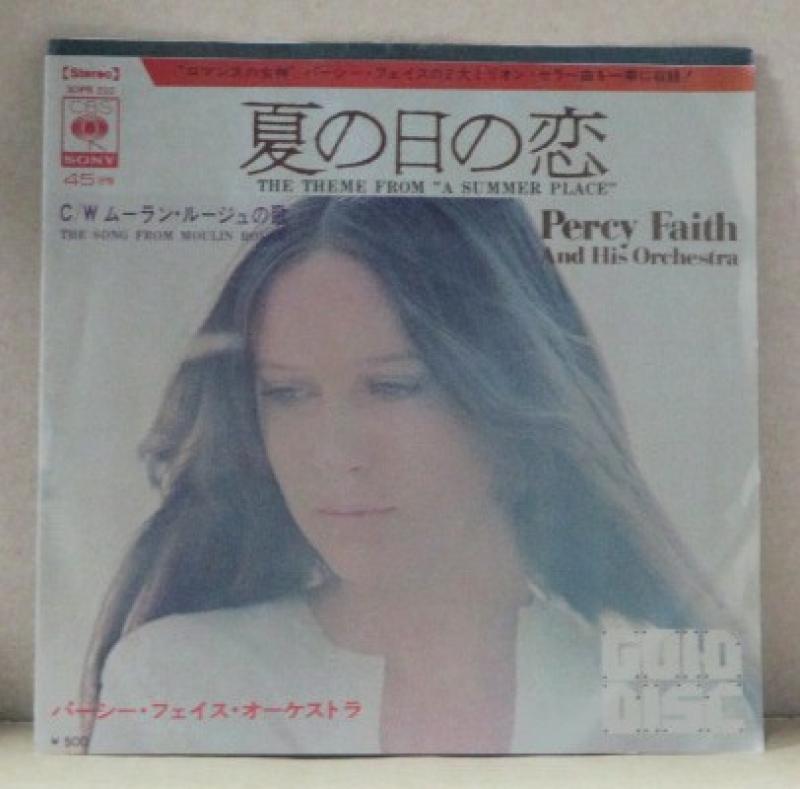 【Stereo】
"ロマンスの女神" パーシー・フェイスの2大ミリオン・セラー曲を一挙に収録!
CBS
SONY
45
夏の日の恋
THE THEME FROM "A SUMMER PLACE"
C/W ムーラン・ルージュの歌
THE SONG FROM MOULIN ROUGE
Percy Faith
And His Orchestra
GOLD
DISC
パーシー・フェイス・オーケストラ
¥500